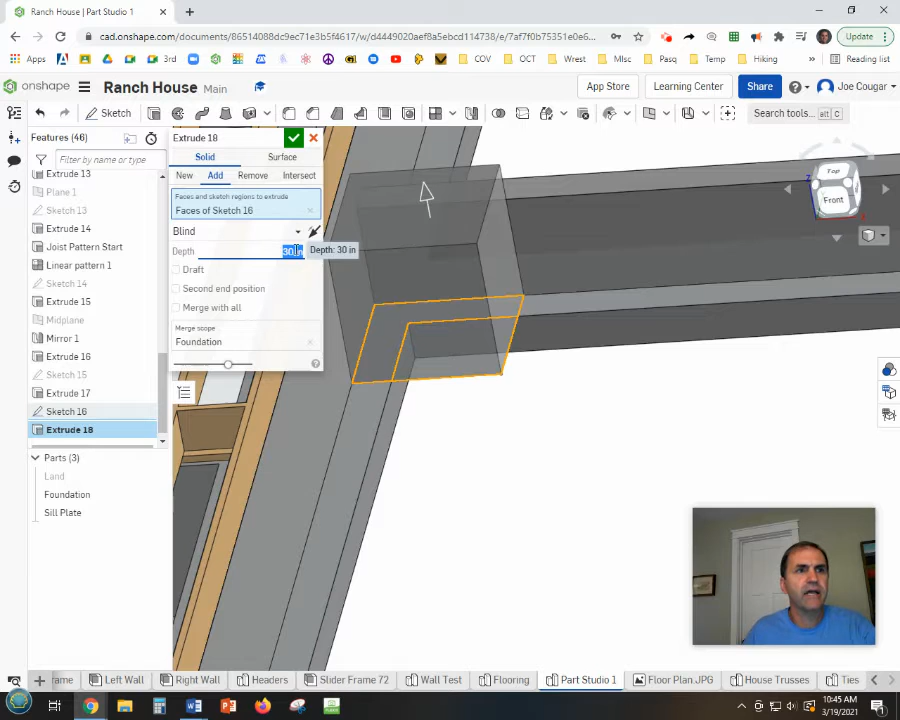 Ranch House | Part Studio 1
cad.onshape.com/documents/86514088dc9ec71e3b5f4617/w/d4449020aef8a5ebcd114738/e/7af7f0b75351e0e6...
Update
Apps
3rd
GL
COV
OCT
Wrest
MIsc
Pasq
Temp
Hiking
Reading list
onshape
Ranch House Main
App Store
Learning Center
Share
Joe Cougar
Sketch
Search tools...
alt C
Features (46)
Filter by name or type
Extrude 13
Plane 1
Sketch 13
Extrude 14
Joist Pattern Start
Linear pattern 1
Sketch 14
Extrude 15
Midplane
Mirror 1
Extrude 16
Sketch 15
Extrude 17
Sketch 16
Extrude 18
Parts (3)
Land
Foundation
Sill Plate
Extrude 18
Solid
Surface
New
Add
Remove
Intersect
Faces and sketch regions to extrude
Faces of Sketch 16
Blind
Depth
30 in
Depth: 30 in
Draft
Second end position
Merge with all
Merge scope
Foundation
Top
Front
rame
Left Wall
Right Wall
Headers
Slider Frame 72
Wall Test
Flooring
Part Studio 1
Floor Plan.JPG
House Trusses
Ties
10:45 AM
3/19/2021